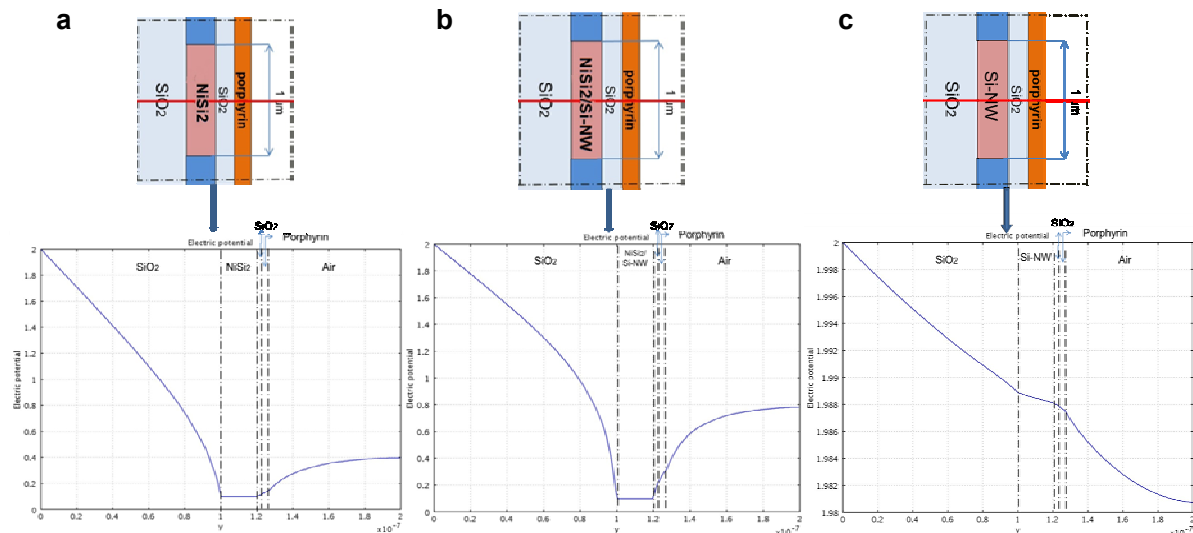 a
SiO2
NiSi2
SiO2
porphyrin
1 um
SiO2
Electric potential
Porphyrin
SiO2
NiSi2
Air
Electric potential
2
1.8
1.6
1.4
1.2
1
0.8
0.6
0.4
0.2
0
0
0.2
0.4
0.6
0.8
1
1.2
1.4
1.6
1.8
2
y
×10^-7
b
SiO2
NiSi2/Si-NW
SiO2
porphyrin
1 um
SiO2
Electric potential
Porphyrin
SiO2
NiSi2/
Si-NW
Air
Electric potential
2
1.8
1.6
1.4
1.2
1
0.8
0.6
0.4
0.2
0
0
0.2
0.4
0.6
0.8
1
1.2
1.4
1.6
1.8
2
y
×10^-7
c
SiO2
Si-NW
SiO2
porphyrin
1 um
SiO2
Electric potential
Porphyrin
SiO2
Si-NW
Air
Electric potential
2
1.998
1.996
1.994
1.992
1.99
1.988
1.986
1.984
1.982
1.98
0
0.2
0.4
0.6
0.8
1
1.2
1.4
1.6
1.8
2
y
×10^-7